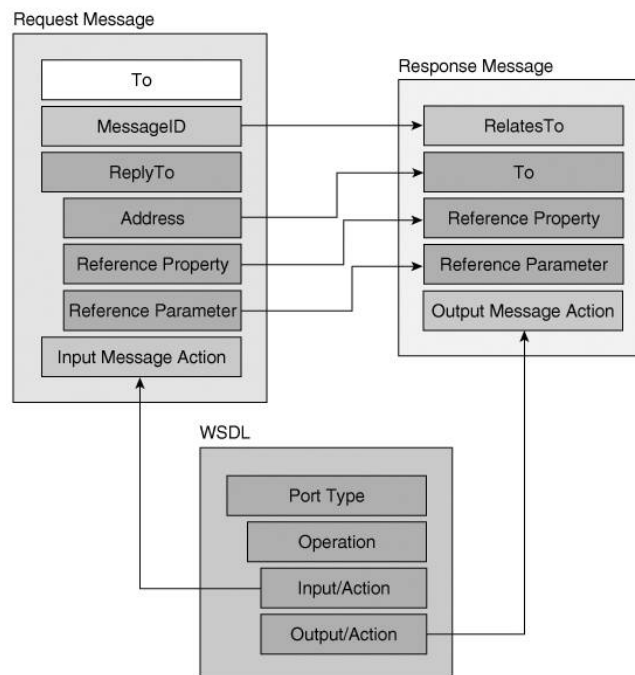 Request Message
To
MessageID
ReplyTo
Address
Reference Property
Reference Parameter
Input Message Action
Response Message
RelatesTo
To
Reference Property
Reference Parameter
Output Message Action
WSDL
Port Type
Operation
Input/Action
Output/Action